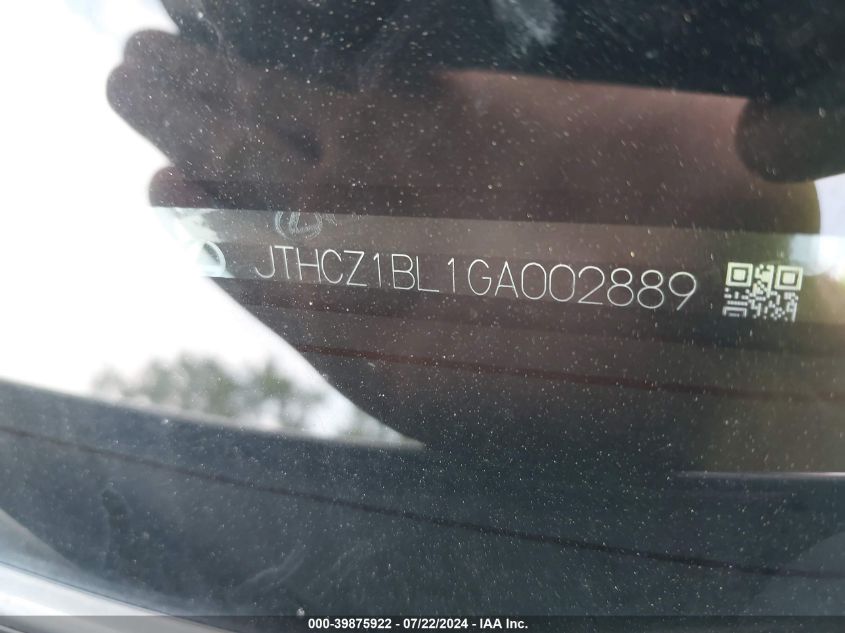 JTHCZ1BL1GA002889
000-39875922 - 07/22/2024 - IAA Inc.